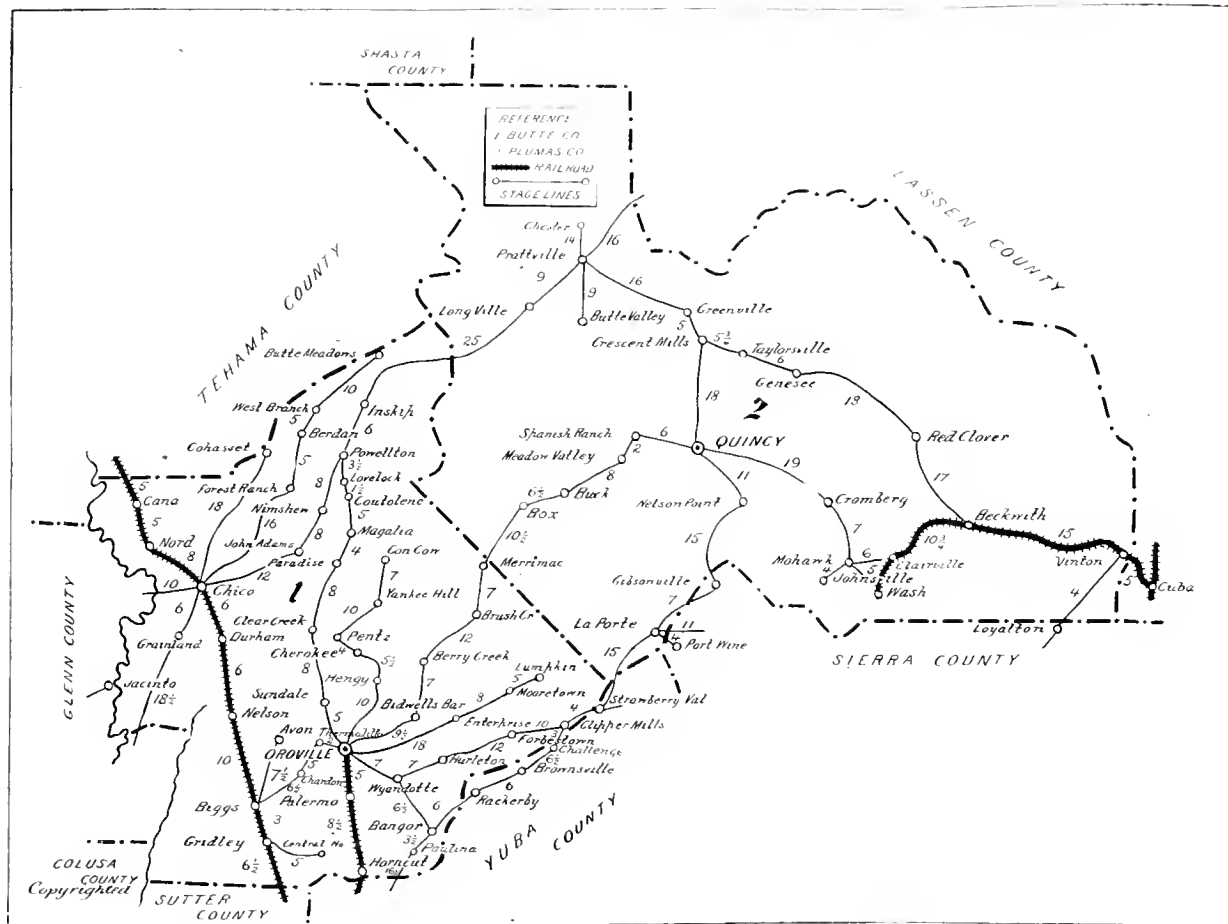 SHASTA
COUNTY
REFERENCE
1 BUTTE CO
PLUMAS CO
RAILROAD
STAGE LINES
LASSEN COUNTY
TEHAMA COUNTY
Chester
14
16
Prattville
9
9
16
Long Ville
Butte Valley
Greenville
5
25
Crescent Mills
5¾
Taylorsville
6
Genesee
Butte Meadows
10
18
2
13
West Branch
Inskip
5
6
Berdan
Spanish Ranch
6
QUINCY
Red Clover
Cohasset
Powellton
Meadow Valley
2
19
5
3½
8
11
17
Lovelock
Forest Ranch
8
1½
Coutolenc
6½
Buck
Nelson Point
Cromberg
5
Cana
18
Nimshew
Box
Beckwith
5
16
5
Magalia
10½
15
7
15
Nord
8
John Adams
8
4
Con Cow
10¾
Paradise
Merrimac
Mohawk
6
Clairville
Vinton
10
12
7
Gibsonville
4
5
Johnsville
5
Chico
1
Yankee Hill
7
Wash
4
Cuba
6
6
8
10
7
Clear Creek
Brush Cr
Durham
Pentz
La Porte
11
Loyalton
Grainland
Cherokee
4
12
4
Port Wine
5½
SIERRA COUNTY
GLENN COUNTY
6
8
Berry Creek
15
Jacinto
Hengy
Lumpkin
18½
Sundale
7
5
Mooretown
10
Strawberry Val
Nelson
5
Bidwells Bar
8
4
Avon
Thermalito
9½
Enterprise
10
Clipper Mills
OROVILLE
18
Forbestown
3
12
Challenge
10
7½
15
5
7
7
Hurleton
6½
Chardon
Brownsville
6½
Wyandotte
6
Biggs
Palermo
Rackerby
6½
6
3
8½
Bangor
Gridley
Central Ho
3½
Paulina
YUBA COUNTY
6½
5
Horncut
COLUSA
COUNTY
Copyrighted
SUTTER
COUNTY